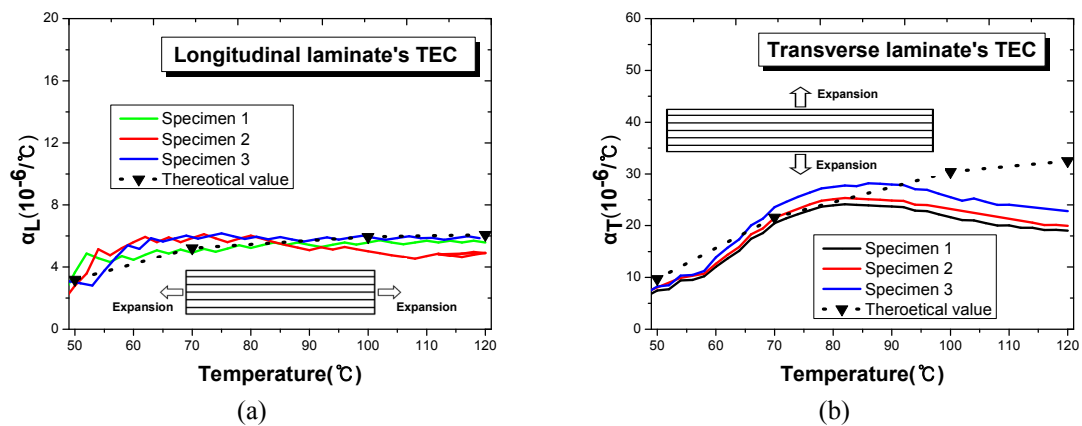 Longitudinal laminate's TEC
Specimen 1
Specimen 2
Specimen 3
Thereotical value
Expansion
Expansion
αL(10-6/℃)
20
16
12
8
4
0
50 60 70 80 90 100 110 120
Temperature(℃)
(a)
Transverse laminate's TEC
Expansion
Expansion
Specimen 1
Specimen 2
Specimen 3
Theroetical value
αT(10-6/℃)
60
50
40
30
20
10
0
50 60 70 80 90 100 110 120
Temperature(℃)
(b)